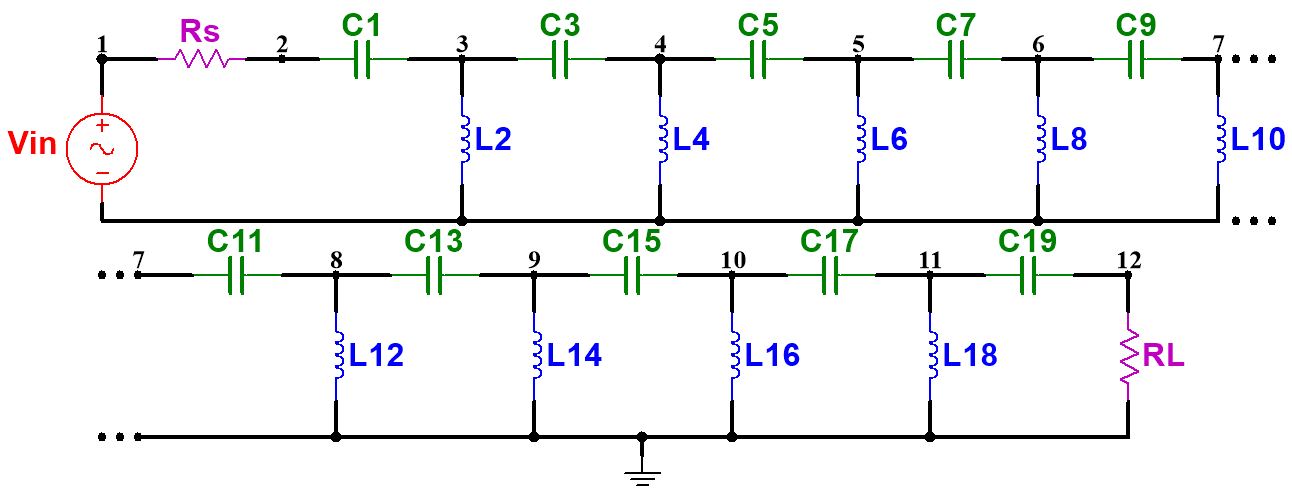 Rs C1 C3 C5 C7 C9
1 2 3 4 5 6 7
Vin + − L2 L4 L6 L8 L10
C11 C13 C15 C17 C19
7 8 9 10 11 12
L12 L14 L16 L18 RL